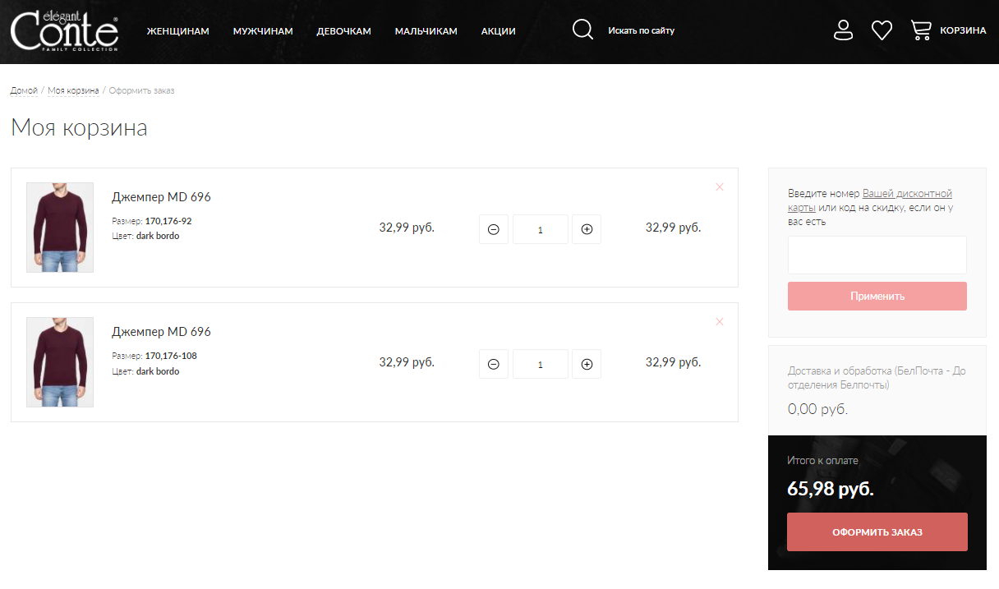 élégant
Conte
FAMILY COLLECTION
ЖЕНЩИНАМ МУЖЧИНАМ ДЕВОЧКАМ МАЛЬЧИКАМ АКЦИИ Искать по сайту КОРЗИНА
Домой / Моя корзина / Оформить заказ
Моя корзина
Джемпер MD 696
Размер: 170,176-92
Цвет: dark bordo
32,99 руб. 1 32,99 руб.
Джемпер MD 696
Размер: 170,176-108
Цвет: dark bordo
32,99 руб. 1 32,99 руб.
Введите номер Вашей дисконтной
карты или код на скидку, если он у
вас есть
Применить
Доставка и обработка (БелПочта - До
отделения Белпочты)
0,00 руб.
Итого к оплате
65,98 руб.
ОФОРМИТЬ ЗАКАЗ